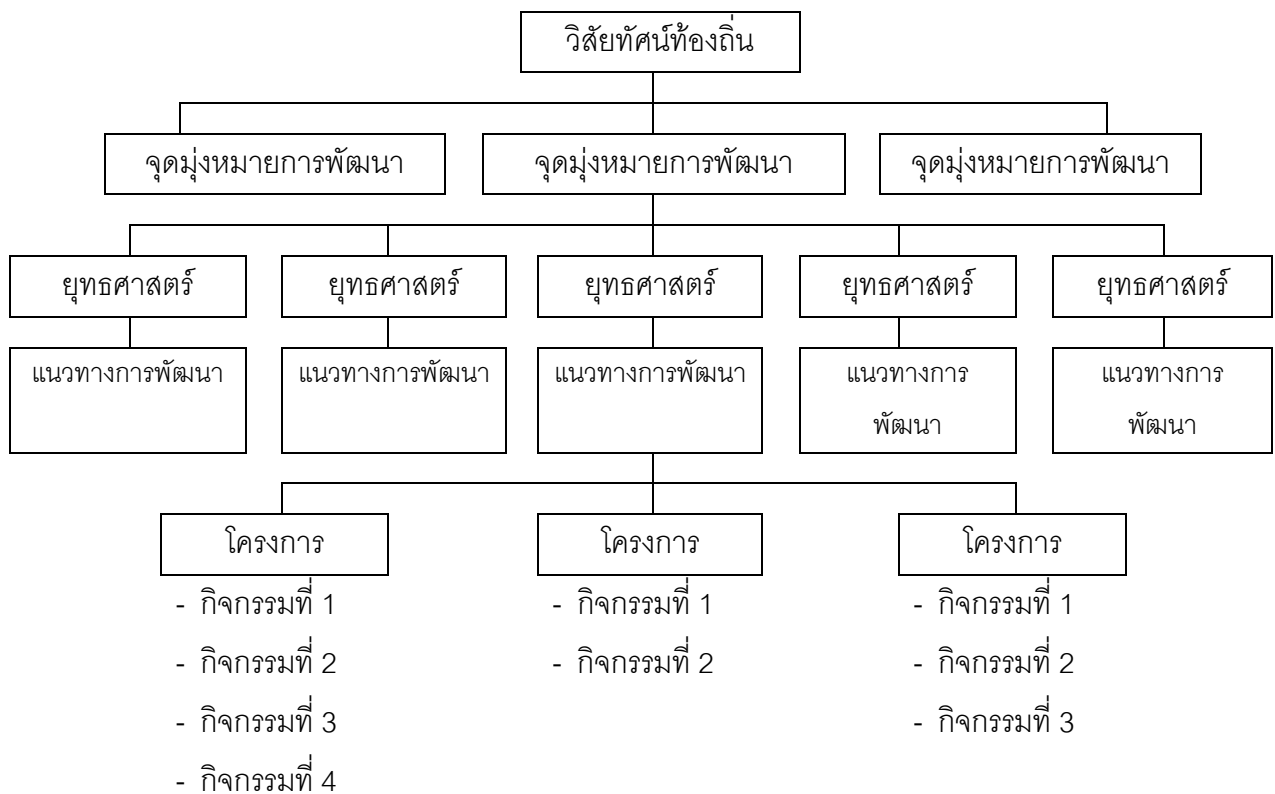 วิสัยทัศน์ท้องถิ่น
จุดมุ่งหมายการพัฒนา
จุดมุ่งหมายการพัฒนา
จุดมุ่งหมายการพัฒนา
ยุทธศาสตร์
ยุทธศาสตร์
ยุทธศาสตร์
ยุทธศาสตร์
ยุทธศาสตร์
แนวทางการพัฒนา
แนวทางการพัฒนา
แนวทางการพัฒนา
แนวทางการ
พัฒนา
แนวทางการ
พัฒนา
โครงการ
- กิจกรรมที่ 1
- กิจกรรมที่ 2
- กิจกรรมที่ 3
- กิจกรรมที่ 4
โครงการ
- กิจกรรมที่ 1
- กิจกรรมที่ 2
โครงการ
- กิจกรรมที่ 1
- กิจกรรมที่ 2
- กิจกรรมที่ 3